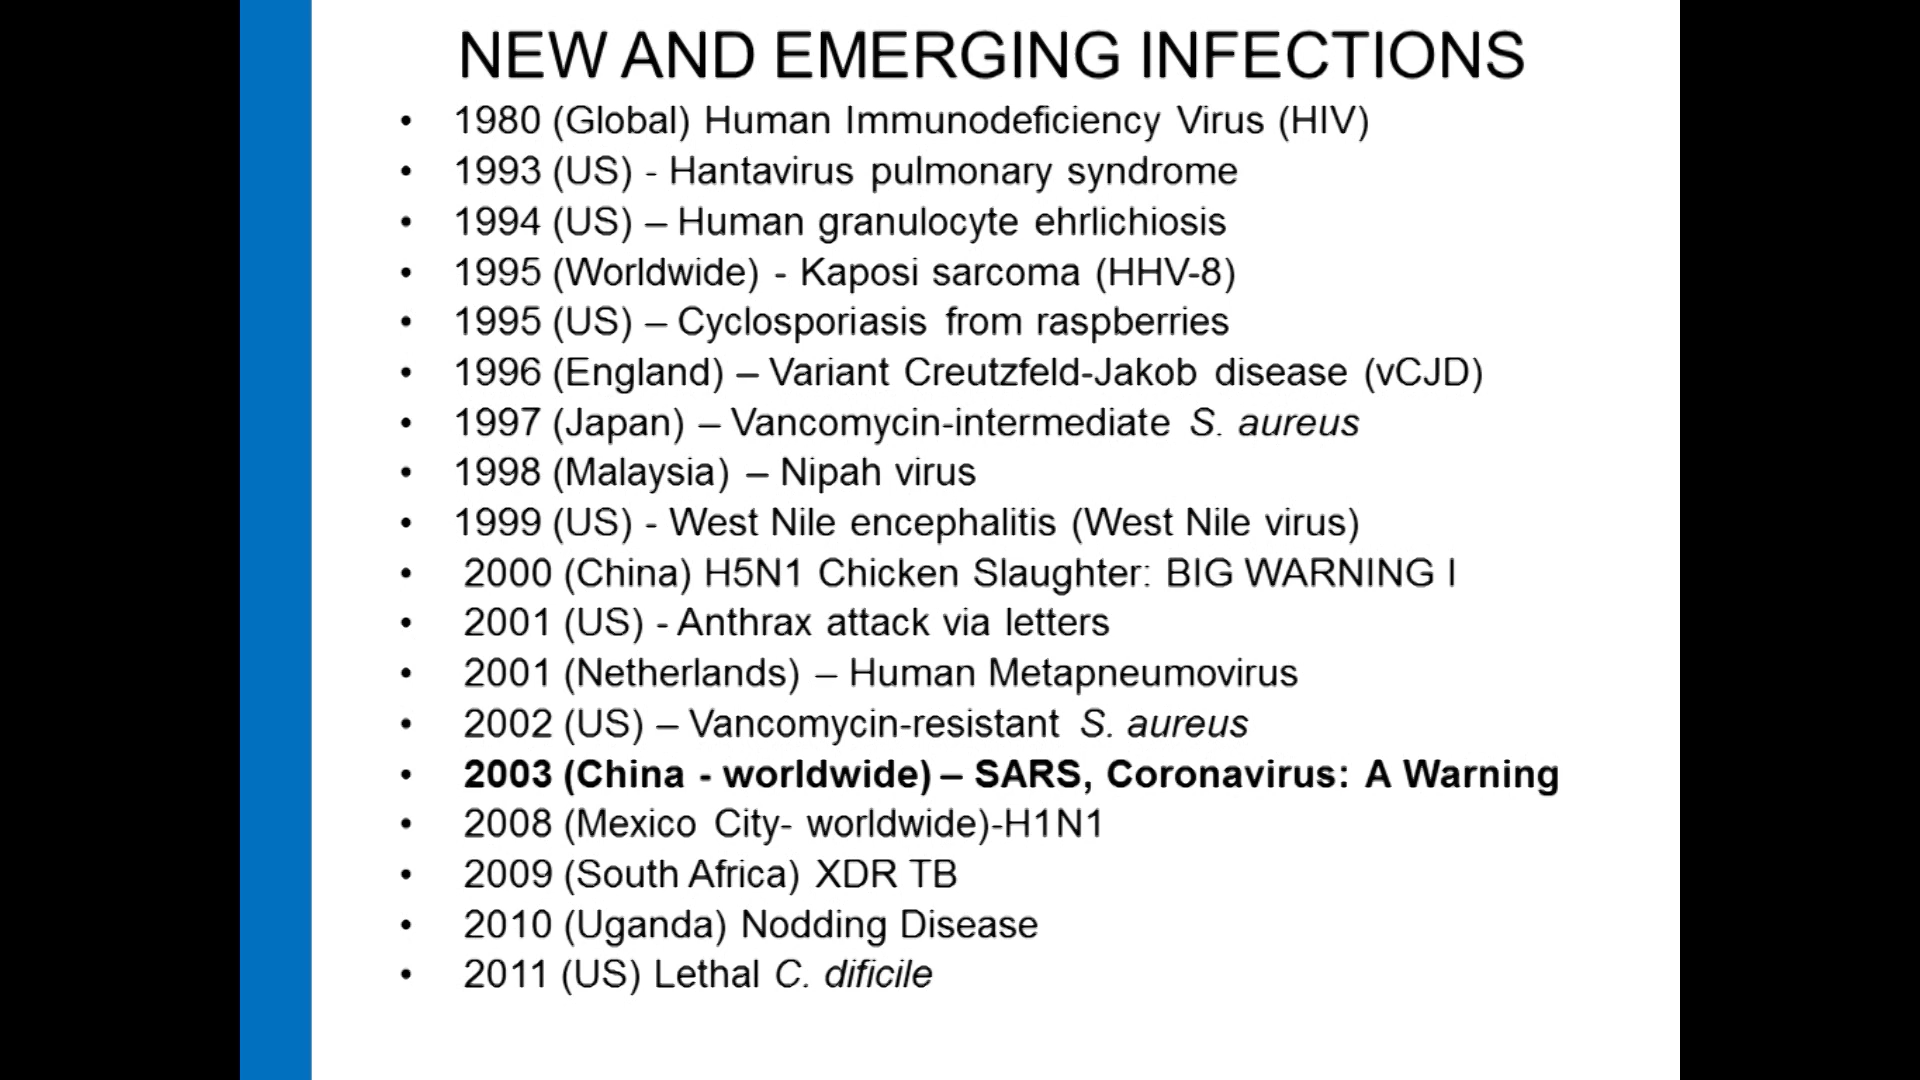 NEW AND EMERGING INFECTIONS
• 1980 (Global) Human Immunodeficiency Virus (HIV)
• 1993 (US) - Hantavirus pulmonary syndrome
• 1994 (US) – Human granulocyte ehrlichiosis
• 1995 (Worldwide) - Kaposi sarcoma (HHV-8)
• 1995 (US) – Cyclosporiasis from raspberries
• 1996 (England) – Variant Creutzfeld-Jakob disease (vCJD)
• 1997 (Japan) – Vancomycin-intermediate S. aureus
• 1998 (Malaysia) – Nipah virus
• 1999 (US) - West Nile encephalitis (West Nile virus)
• 2000 (China) H5N1 Chicken Slaughter: BIG WARNING I
• 2001 (US) - Anthrax attack via letters
• 2001 (Netherlands) – Human Metapneumovirus
• 2002 (US) – Vancomycin-resistant S. aureus
• 2003 (China - worldwide) – SARS, Coronavirus: A Warning
• 2008 (Mexico City- worldwide)-H1N1
• 2009 (South Africa) XDR TB
• 2010 (Uganda) Nodding Disease
• 2011 (US) Lethal C. dificile